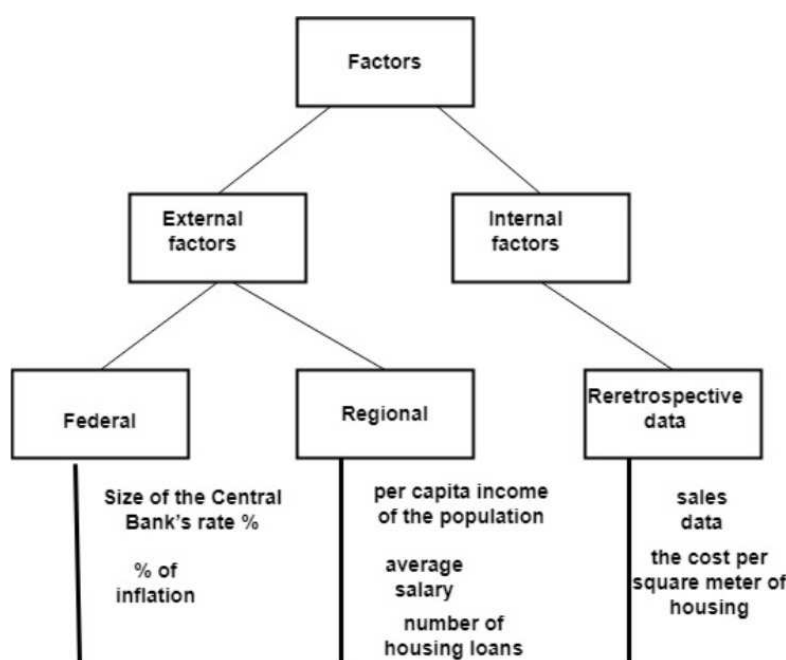 Factors
External
factors
Internal
factors
Federal
Regional
Reretrospective
data
Size of the Central
Bank's rate %
% of
inflation
per capita income
of the population
average
salary
number of
housing loans
sales
data
the cost per
square meter of
housing